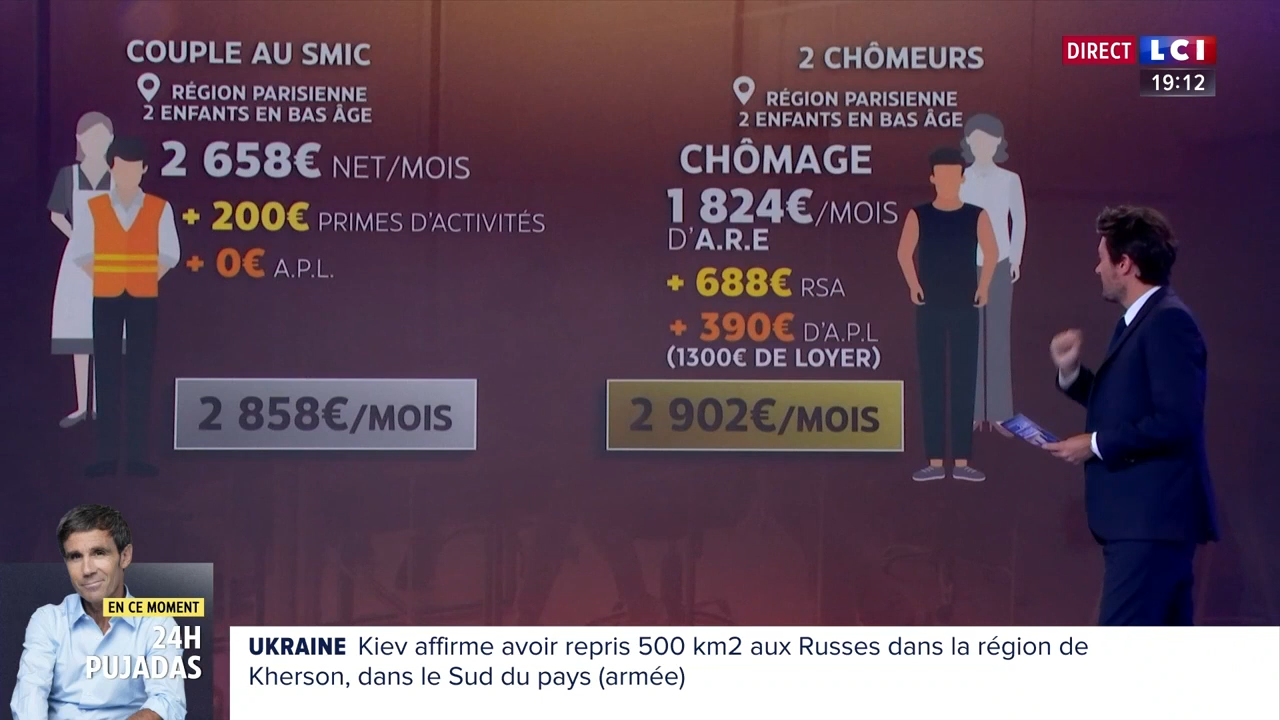 COUPLE AU SMIC
RÉGION PARISIENNE
2 ENFANTS EN BAS ÂGE
2 658€ NET/MOIS
+ 200€ PRIMES D'ACTIVITÉS
+ 0€ A.P.L.
2 858€/MOIS
2 CHÔMEURS
RÉGION PARISIENNE
2 ENFANTS EN BAS ÂGE
CHÔMAGE
1 824€/MOIS
D'A.R.E
+ 688€ RSA
+ 390€ D'A.P.L
(1300€ DE LOYER)
2 902€/MOIS
DIRECT LCI
19:12
EN CE MOMENT
24H
PUJADAS
UKRAINE Kiev affirme avoir repris 500 km2 aux Russes dans la région de
Kherson, dans le Sud du pays (armée)